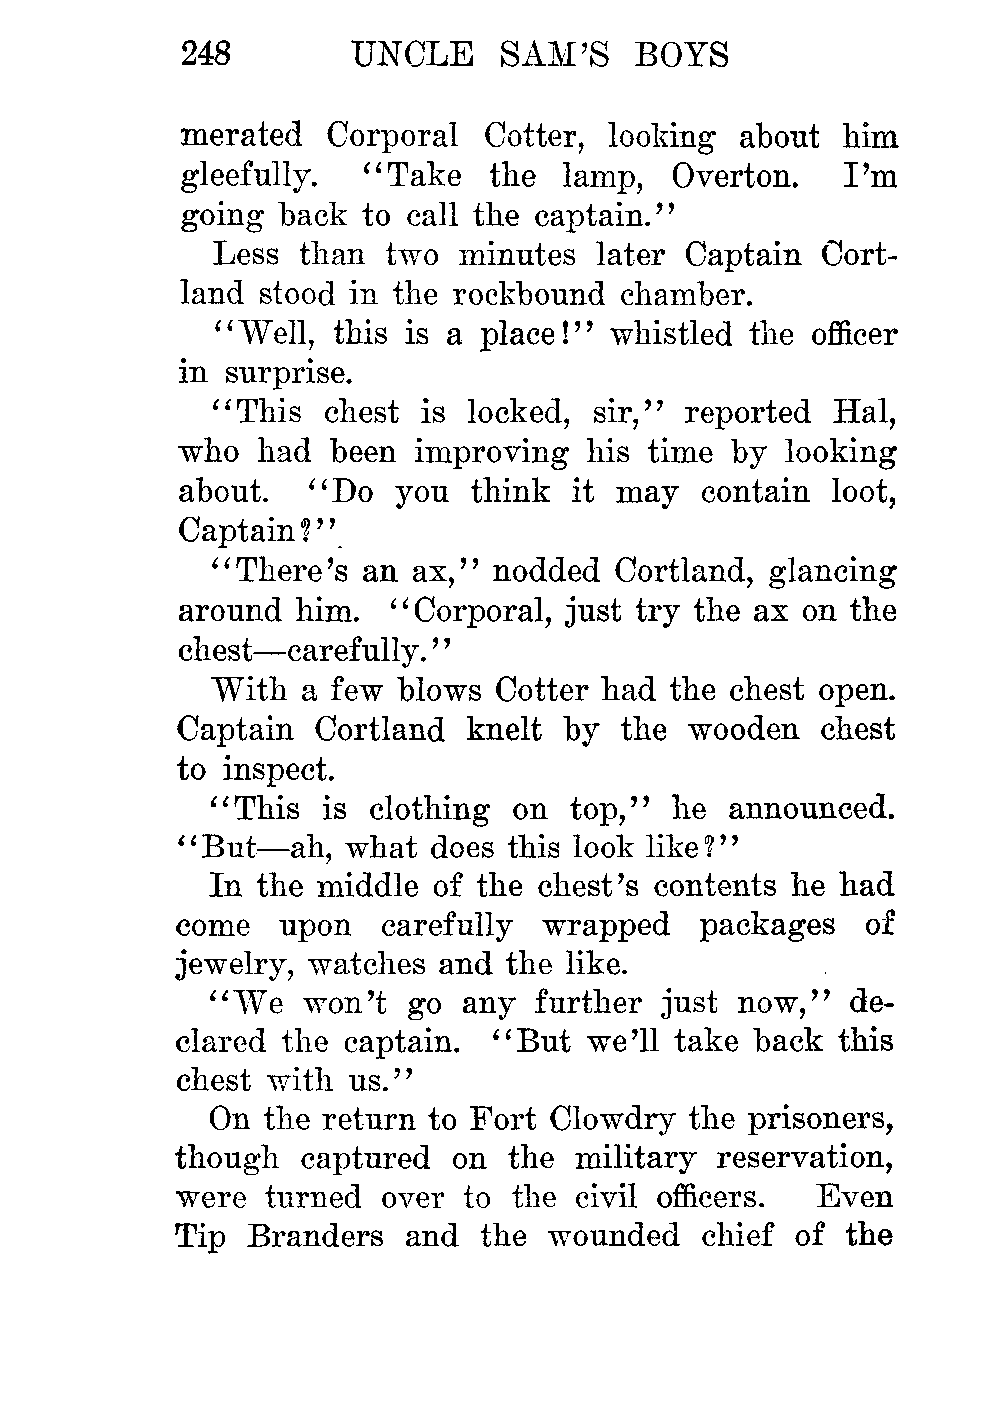 248 UNCLE SAM'S BOYS
merated Corporal Cotter, looking about him
gleefully. "Take the lamp, Overton. I'm
going back to call the captain."
Less than two minutes later Captain Cort-
land stood in the rockbound chamber.
"Well, this is a place!" whistled the officer
in surprise.
"This chest is locked, sir," reported Hal,
who had been improving his time by looking
about. "Do you think it may contain loot,
Captain?"
"There's an ax," nodded Cortland, glancing
around him. "Corporal, just try the ax on the
chest—carefully."
With a few blows Cotter had the chest open.
Captain Cortland knelt by the wooden chest
to inspect.
"This is clothing on top," he announced.
"But—ah, what does this look like?"
In the middle of the chest's contents he had
come upon carefully wrapped packages of
jewelry, watches and the like.
"We won't go any further just now," de-
clared the captain. "But we'll take back this
chest with us."
On the return to Fort Clowdry the prisoners,
though captured on the military reservation,
were turned over to the civil officers. Even
Tip Branders and the wounded chief of the